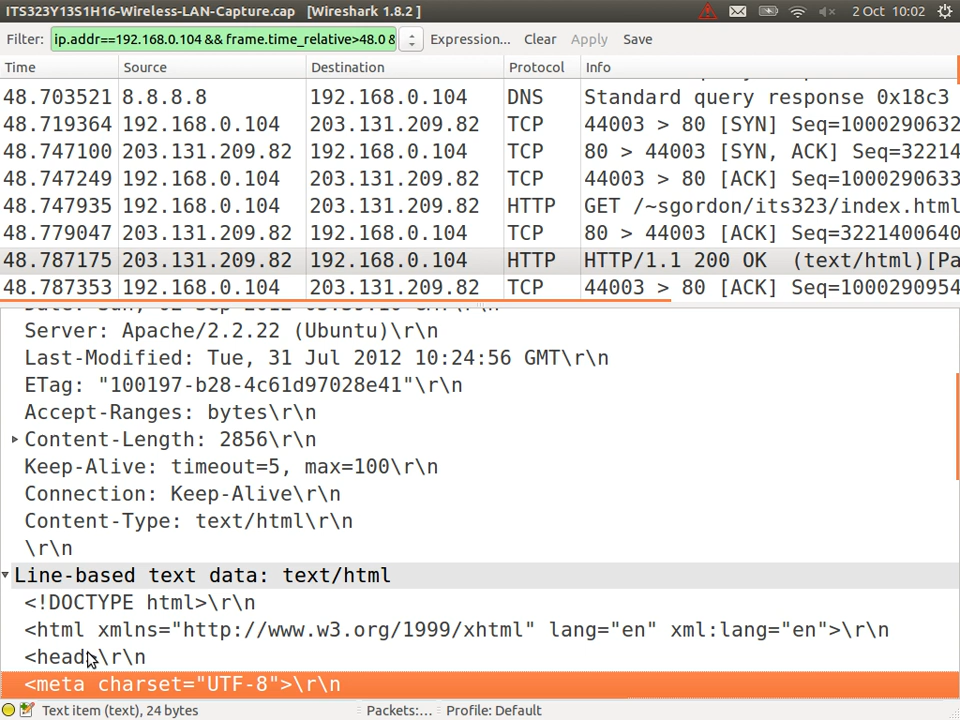 ITS323Y13S1H16-Wireless-LAN-Capture.cap [Wireshark 1.8.2 ] 2 Oct 10:02
Filter: ip.addr==192.168.0.104 && frame.time_relative>48.0 & Expression... Clear Apply Save
Time Source Destination Protocol Info
48.703521 8.8.8.8 192.168.0.104 DNS Standard query response 0x18c3
48.719364 192.168.0.104 203.131.209.82 TCP 44003 > 80 [SYN] Seq=1000290632
48.747100 203.131.209.82 192.168.0.104 TCP 80 > 44003 [SYN, ACK] Seq=32214
48.747249 192.168.0.104 203.131.209.82 TCP 44003 > 80 [ACK] Seq=1000290633
48.747935 192.168.0.104 203.131.209.82 HTTP GET /~sgordon/its323/index.html
48.779047 203.131.209.82 192.168.0.104 TCP 80 > 44003 [ACK] Seq=3221400640
48.787175 203.131.209.82 192.168.0.104 HTTP HTTP/1.1 200 OK (text/html)[Pa
48.787353 192.168.0.104 203.131.209.82 TCP 44003 > 80 [ACK] Seq=1000290954
Server: Apache/2.2.22 (Ubuntu)\r\n
Last-Modified: Tue, 31 Jul 2012 10:24:56 GMT\r\n
ETag: "100197-b28-4c61d97028e41"\r\n
Accept-Ranges: bytes\r\n
Content-Length: 2856\r\n
Keep-Alive: timeout=5, max=100\r\n
Connection: Keep-Alive\r\n
Content-Type: text/html\r\n
\r\n
Line-based text data: text/html
<!DOCTYPE html>\r\n
<html xmlns="http://www.w3.org/1999/xhtml" lang="en" xml:lang="en">\r\n
<head>\r\n
<meta charset="UTF-8">\r\n
Text item (text), 24 bytes Packets:... Profile: Default